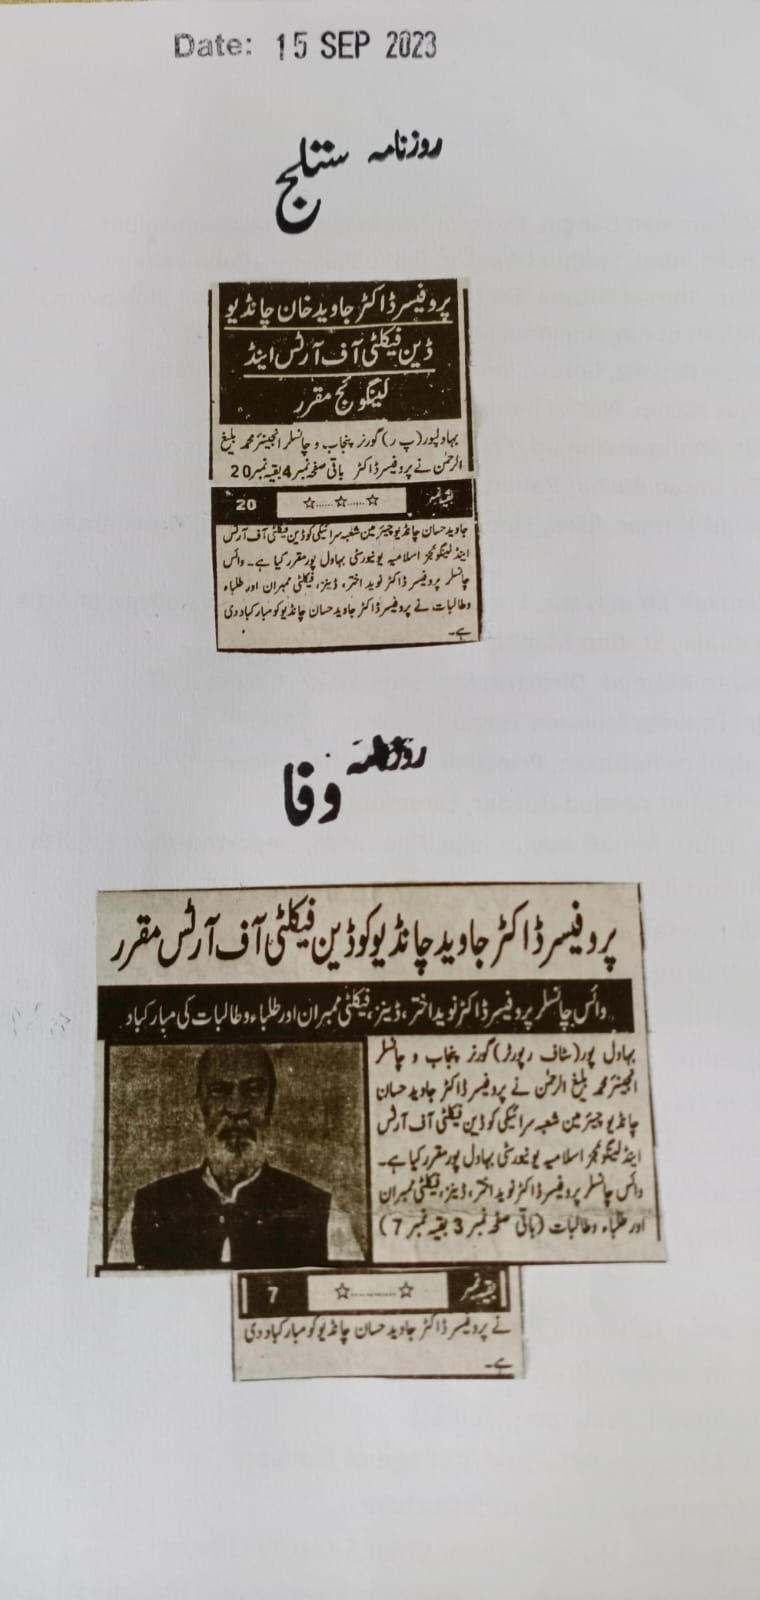 Date: 15 SEP 2023
روزنامہ ستلج
پروفیسر ڈاکٹر جاوید خان چانڈیو
ڈین فیکلٹی آف آرٹس اینڈ
لینگوئج مقرر
بہاولپور (پ ر) گورنر پنجاب و چانسلر انجینئر محمد بلیغ
الرحمٰن نے پروفیسر ڈاکٹر باقی صفحہ نمبر 4 بقیہ نمبر 20
بقیہ نمبر ☆......☆......☆ 20
جاوید حسان چانڈیو چیئرمین شعبہ سرائیکی کو ڈین فیکلٹی آف آرٹس
اینڈ لینگوئجز اسلامیہ یونیورسٹی بہاول پور مقرر کیا ہے۔ وائس
چانسلر پروفیسر ڈاکٹر نوید اختر، ڈینز، فیکلٹی ممبران اور طلباء
وطالبات نے پروفیسر ڈاکٹر جاوید حسان چانڈیو کو مبارکباد دی
ہے۔
روزنامہ وفا
پروفیسر ڈاکٹر جاوید چانڈیو کو ڈین فیکلٹی آف آرٹس مقرر
وائس چانسلر پروفیسر ڈاکٹر نوید اختر، ڈینز، فیکلٹی ممبران اور طلباء وطالبات کی مبارکباد
بہاول پور (سٹاف رپورٹر) گورنر پنجاب و چانسلر
انجینئر محمد بلیغ الرحمٰن نے پروفیسر ڈاکٹر جاوید حسان
چانڈیو چیئرمین شعبہ سرائیکی کو ڈین فیکلٹی آف آرٹس
اینڈ لینگوئجز اسلامیہ یونیورسٹی بہاول پور مقرر کیا ہے۔
وائس چانسلر پروفیسر ڈاکٹر نوید اختر، ڈینز، فیکلٹی ممبران
اور طلباء وطالبات (باقی صفحہ نمبر 3 بقیہ نمبر 7)
بقیہ نمبر ☆............☆ 7
نے پروفیسر ڈاکٹر جاوید حسان چانڈیو کو مبارکباد دی
ہے۔